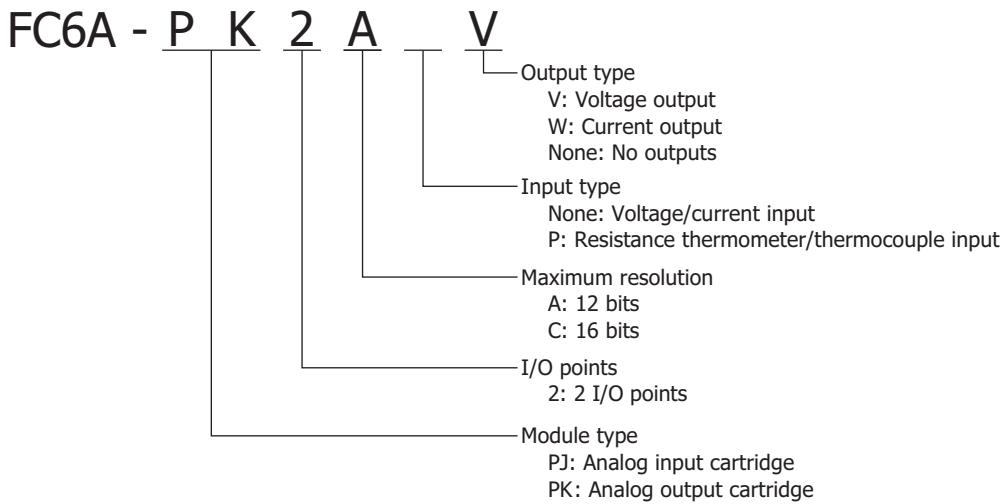 FC6A - P K 2 A V
Output type
V: Voltage output
W: Current output
None: No outputs
Input type
None: Voltage/current input
P: Resistance thermometer/thermocouple input
Maximum resolution
A: 12 bits
C: 16 bits
I/O points
2: 2 I/O points
Module type
PJ: Analog input cartridge
PK: Analog output cartridge